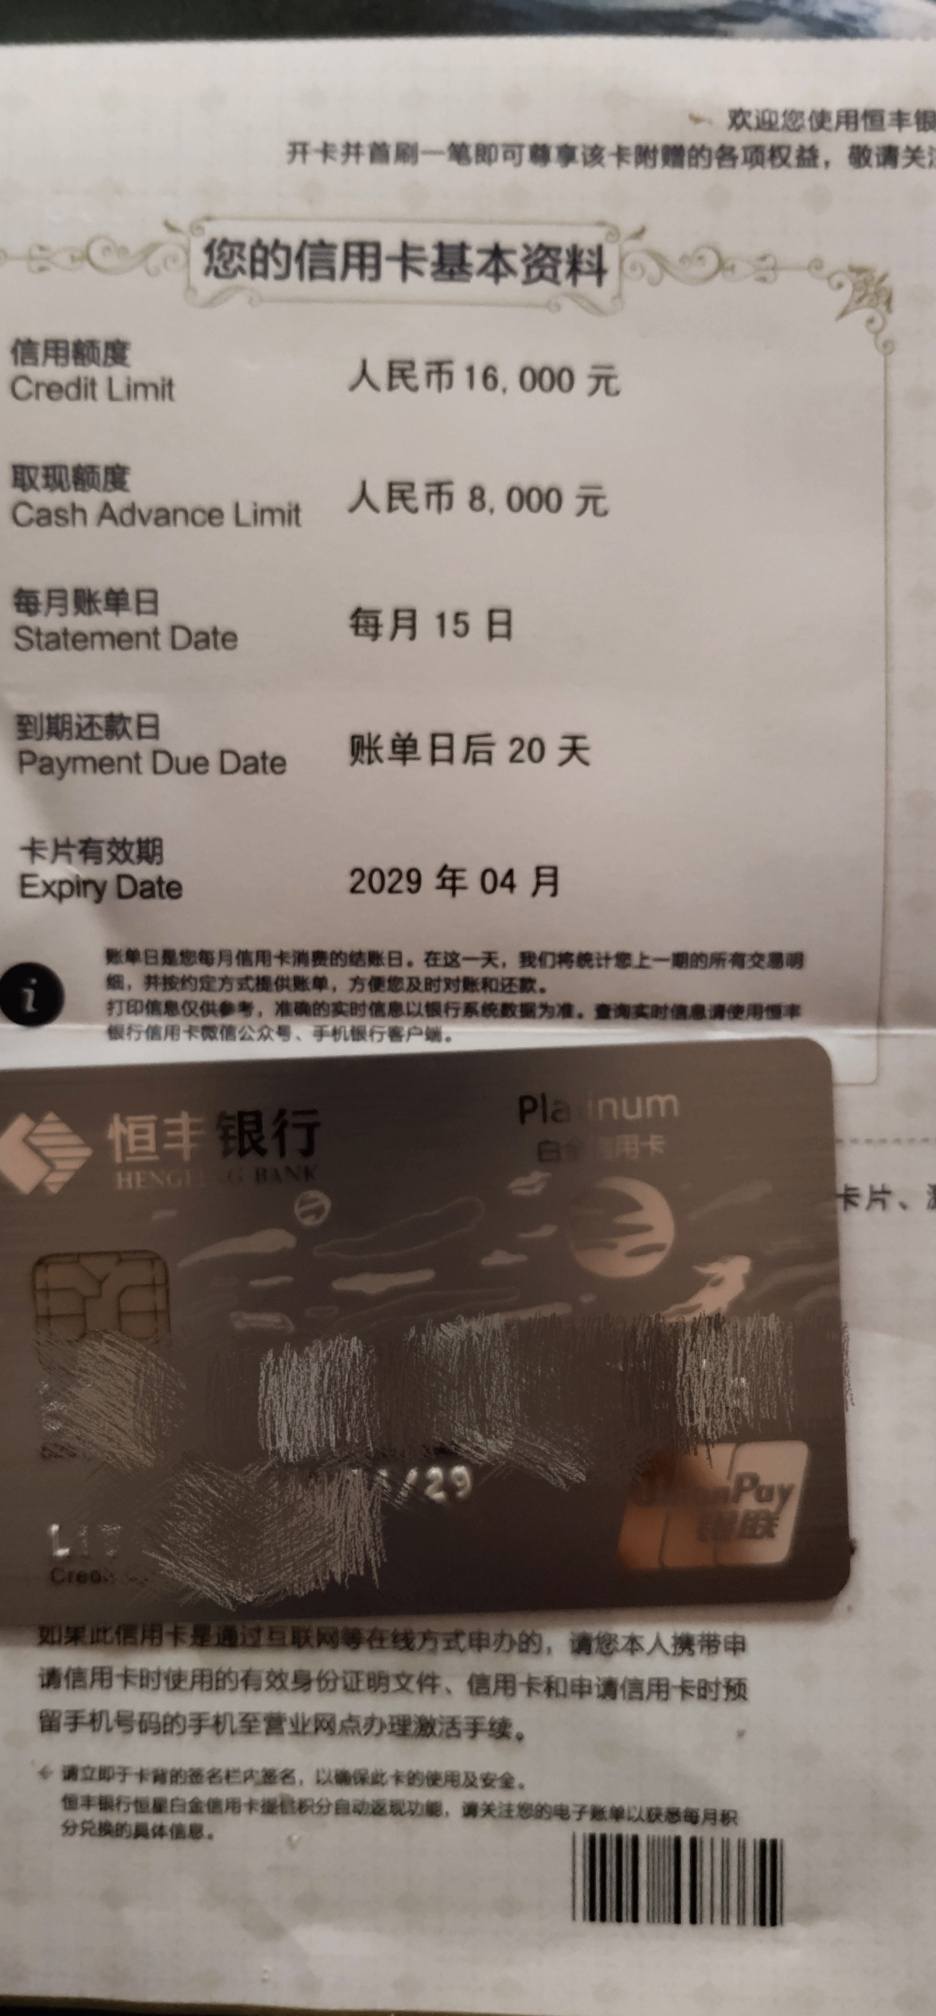 欢迎您使用恒丰银
开卡并首刷一笔即可尊享该卡附赠的各项权益，敬请关注
您的信用卡基本资料
信用额度
Credit Limit
人民币16,000 元
取现额度
Cash Advance Limit
人民币 8,000 元
每月账单日
Statement Date
每月 15 日
到期还款日
Payment Due Date
账单日后 20 天
卡片有效期
Expiry Date
2029 年 04 月
账单日是您每月信用卡消费的结账日。在这一天，我们将统计您上一期的所有交易明
细，并按约定方式提供账单，方便您及时对账和还款。
打印信息仅供参考，准确的实时信息以银行系统数据为准。查询实时信息请使用恒丰
银行信用卡微信公众号、手机银行客户端。
恒丰银行
Platinum
HENGFENG BANK
白金信用卡
卡片、
/29
UnionPay
银联
如果此信用卡是通过互联网等在线方式申办的，请您本人携带申
请信用卡时使用的有效身份证明文件、信用卡和申请信用卡时预
留手机号码的手机至营业网点办理激活手续。
请立即于卡背的签名栏内签名，以确保此卡的使用及安全。
恒丰银行恒星白金信用卡提供积分自动返现功能，请关注您的电子账单以获悉每月积
分兑换的具体信息。